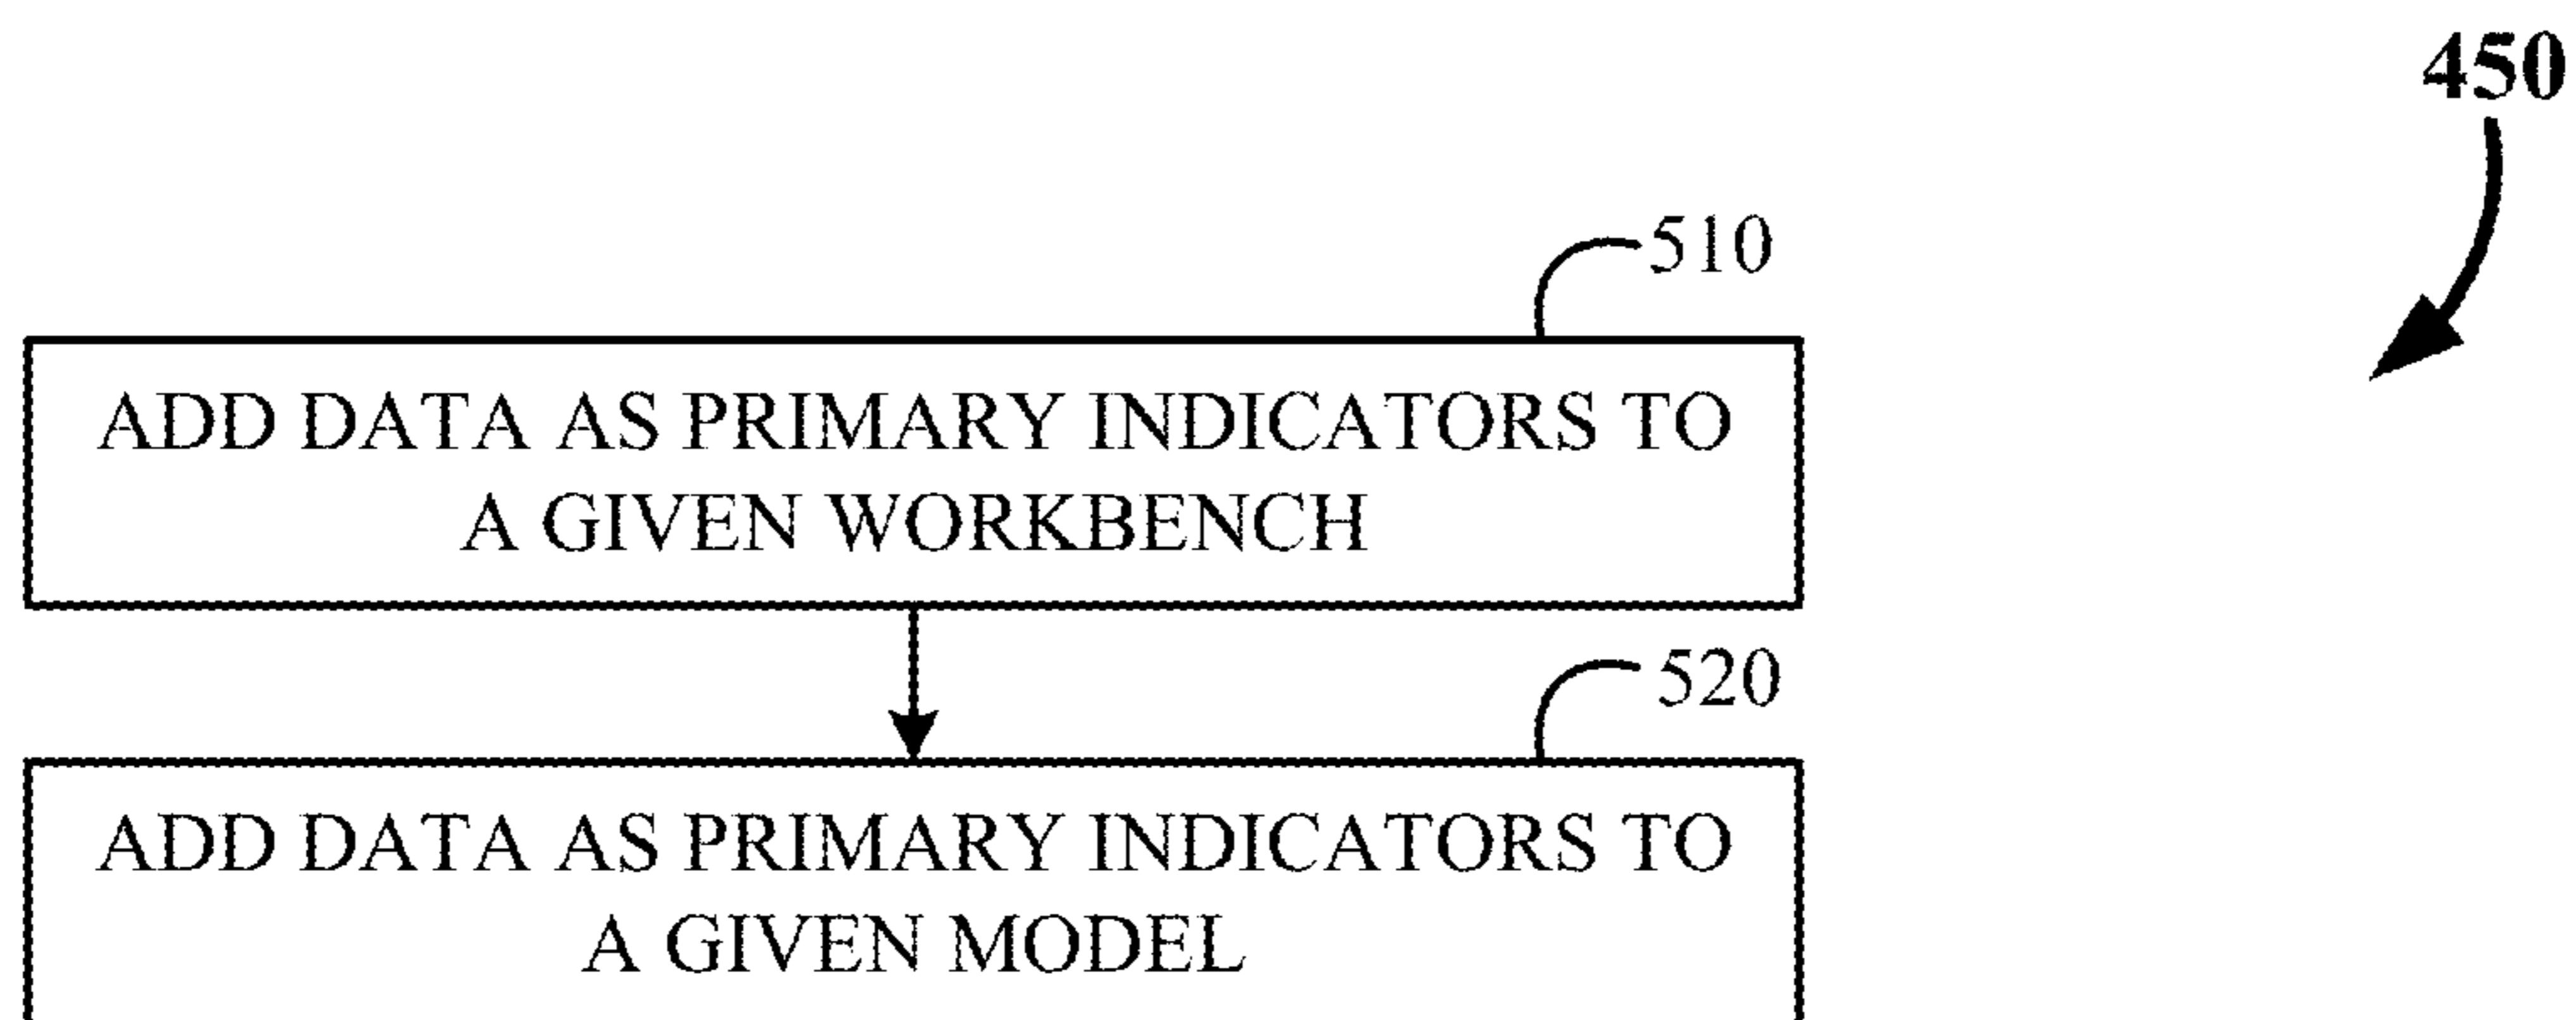 450
510
ADD DATA AS PRIMARY INDICATORS TO
A GIVEN WORKBENCH
520
ADD DATA AS PRIMARY INDICATORS TO
A GIVEN MODEL